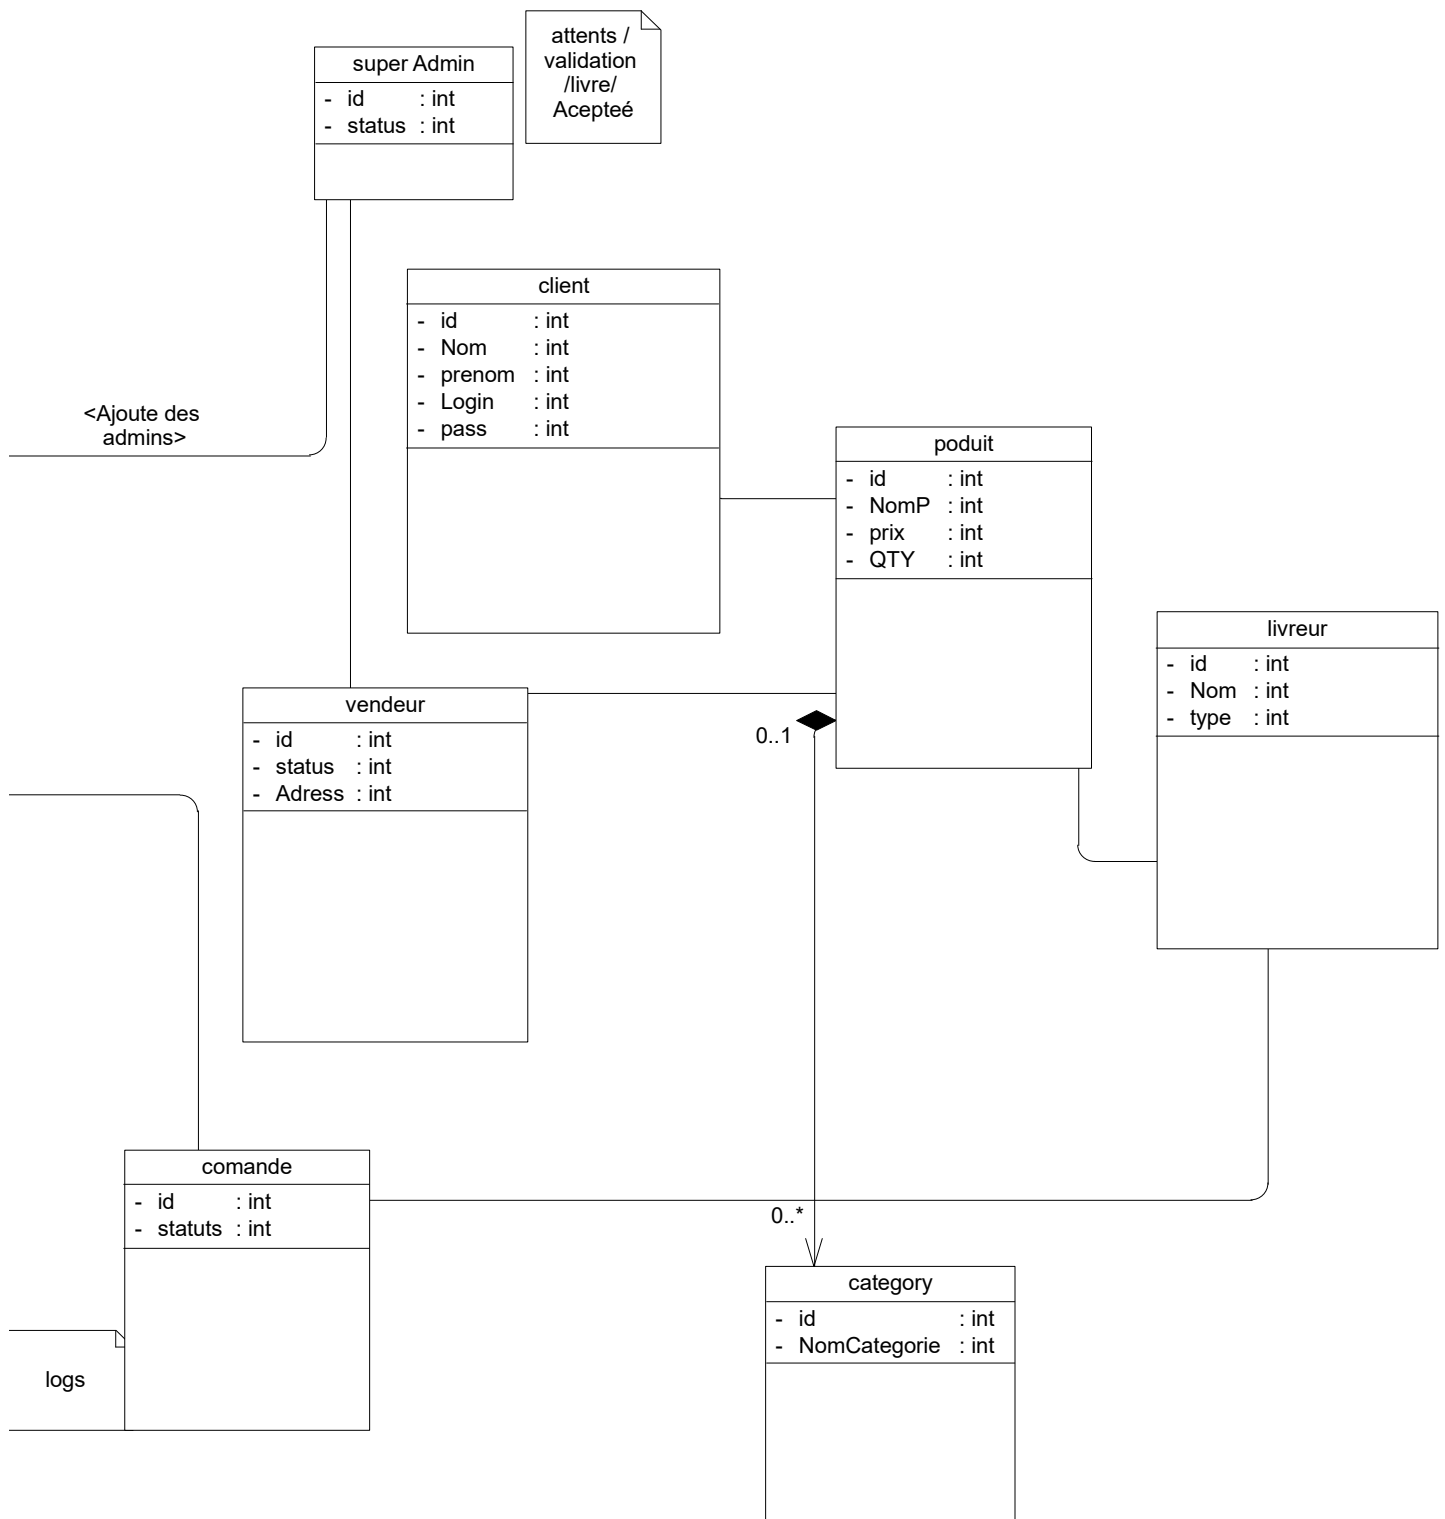 attents /
validation
/livre/
Acepteé
super Admin
- id : int
- status : int
client
- id : int
- Nom : int
- prenom : int
- Login : int
- pass : int
<Ajoute des
admins>
poduit
- id : int
- NomP : int
- prix : int
- QTY : int
livreur
- id : int
- Nom : int
- type : int
vendeur
- id : int
- status : int
- Adress : int
0..1
comande
- id : int
- statuts : int
0..*
category
- id : int
- NomCategorie : int
logs